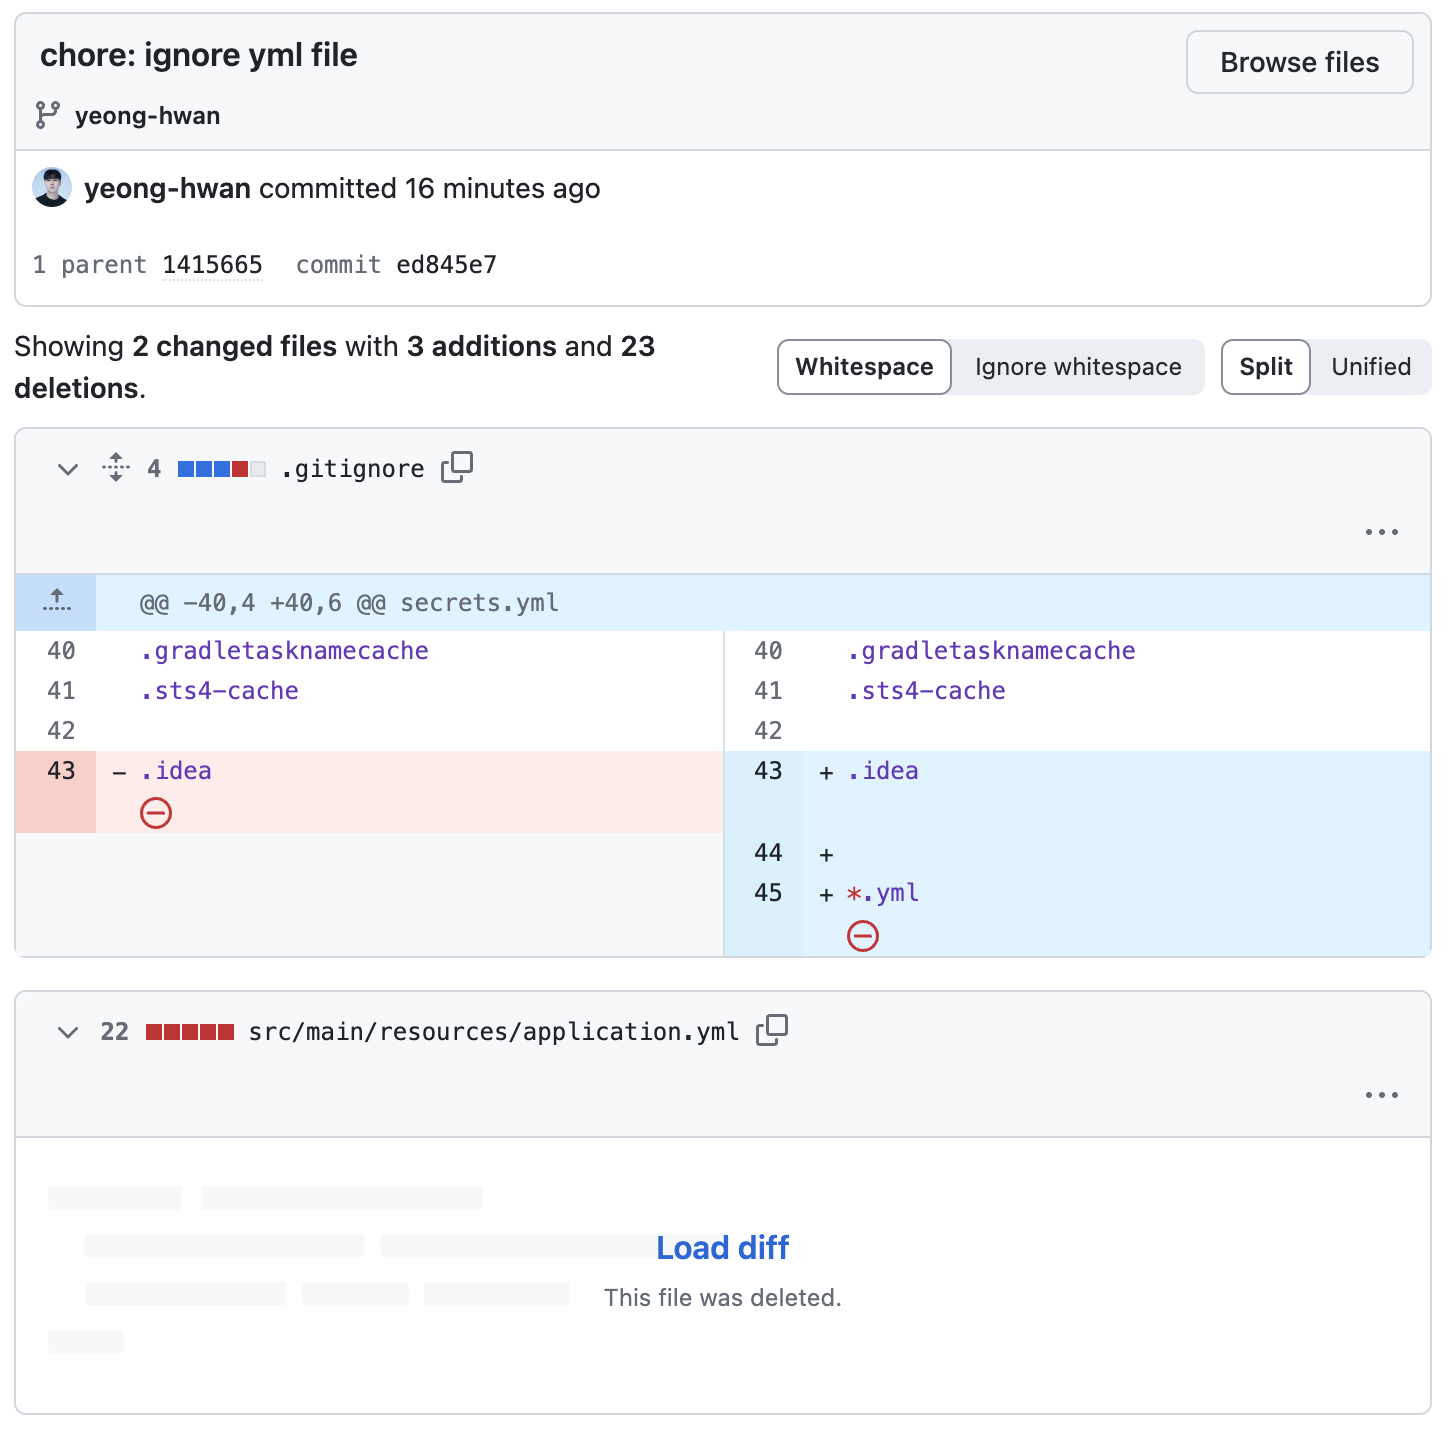 chore: ignore yml file
Browse files
yeong-hwan
yeong-hwan committed 16 minutes ago
1 parent 1415665 commit ed845e7
Showing 2 changed files with 3 additions and 23
deletions.
Whitespace Ignore whitespace Split Unified
4 .gitignore
@@ -40,4 +40,6 @@ secrets.yml
40 .gradletasknamecache 40 .gradletasknamecache
41 .sts4-cache 41 .sts4-cache
42 42
43 - .idea 43 + .idea
44 +
45 + *.yml
22 src/main/resources/application.yml
Load diff
This file was deleted.